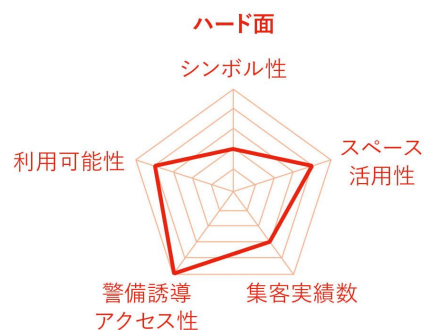 ハード面
シンボル性
スペース
活用性
利用可能性
警備誘導
アクセス性
集客実績数